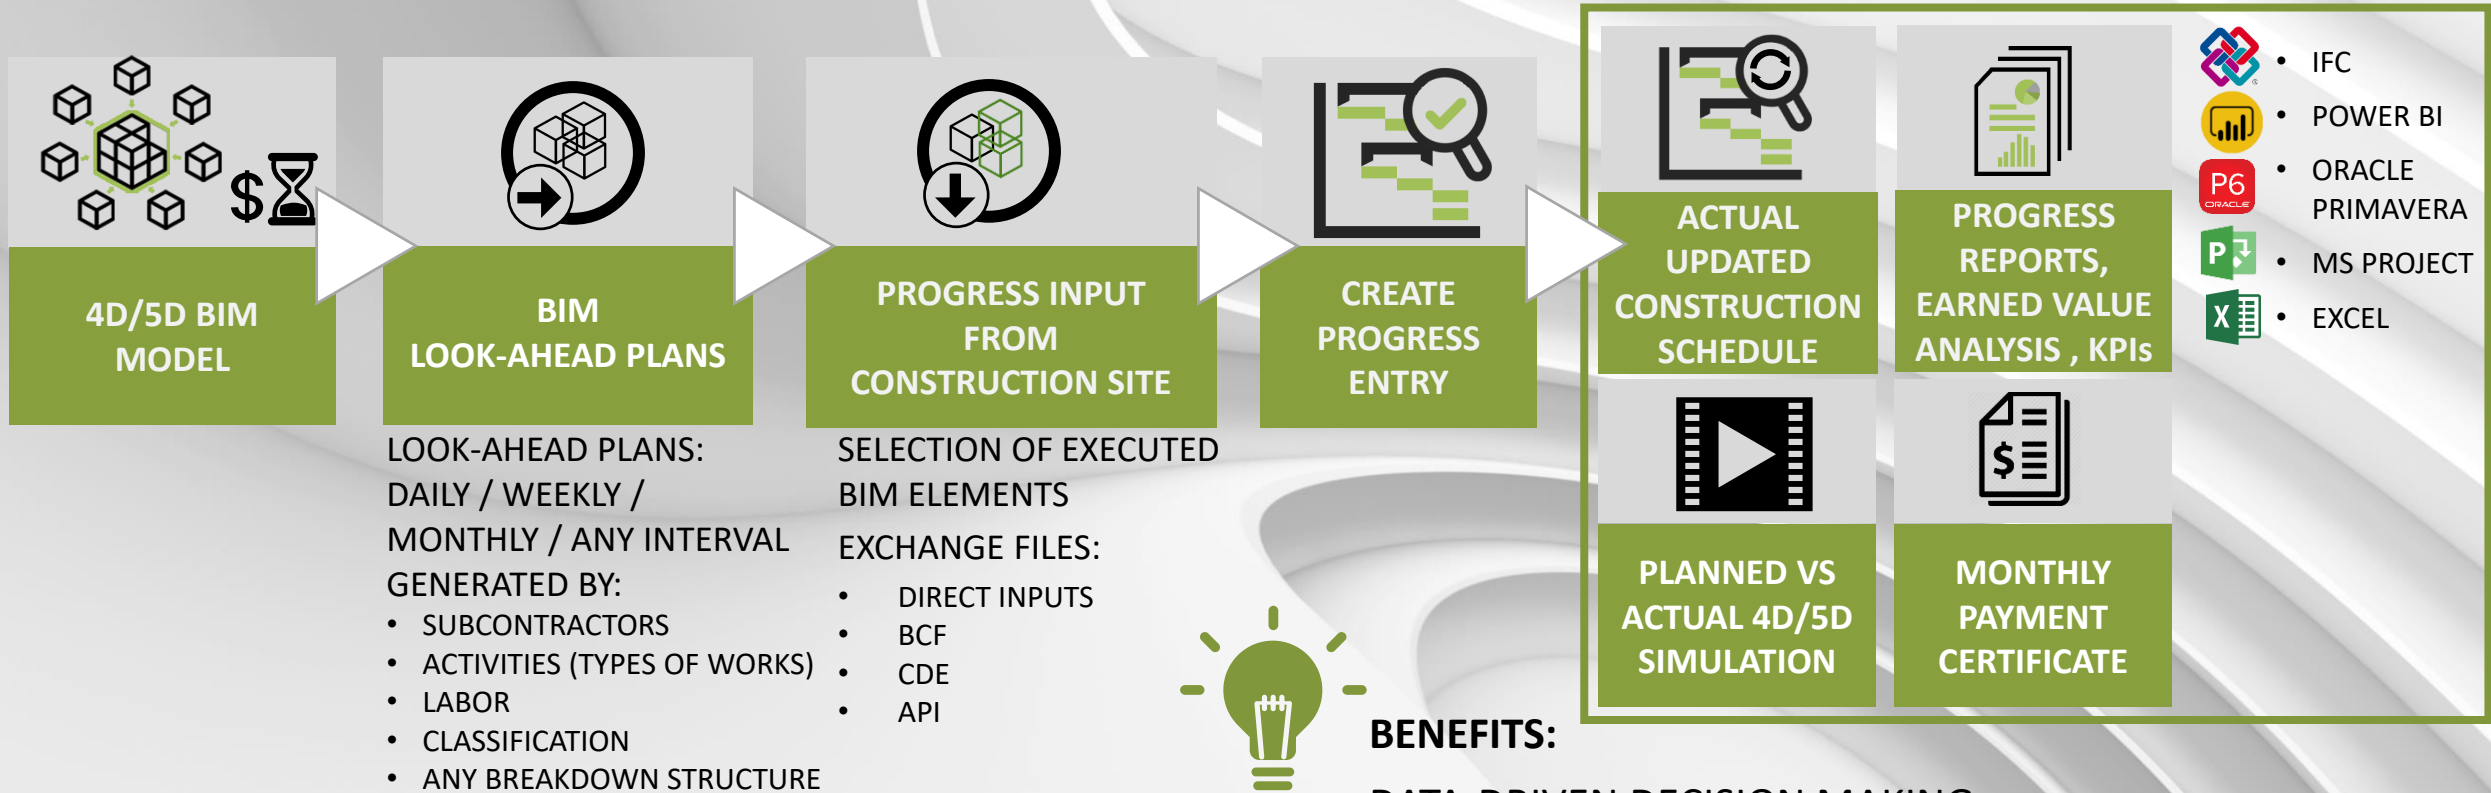 4D/5D BIM
MODEL
BIM
LOOK-AHEAD PLANS
LOOK-AHEAD PLANS:
DAILY / WEEKLY /
MONTHLY / ANY INTERVAL
GENERATED BY:
• SUBCONTRACTORS
• ACTIVITIES (TYPES OF WORKS)
• LABOR
• CLASSIFICATION
• ANY BREAKDOWN STRUCTURE
PROGRESS INPUT
FROM
CONSTRUCTION SITE
SELECTION OF EXECUTED
BIM ELEMENTS
EXCHANGE FILES:
• DIRECT INPUTS
• BCF
• CDE
• API
CREATE
PROGRESS
ENTRY
ACTUAL
UPDATED
CONSTRUCTION
SCHEDULE
PROGRESS
REPORTS,
EARNED VALUE
ANALYSIS , KPIs
PLANNED VS
ACTUAL 4D/5D
SIMULATION
MONTHLY
PAYMENT
CERTIFICATE
• IFC
• POWER BI
P6
ORACLE
• ORACLE
PRIMAVERA
• MS PROJECT
• EXCEL
BENEFITS:
DATA-DRIVEN DECISION MAKING